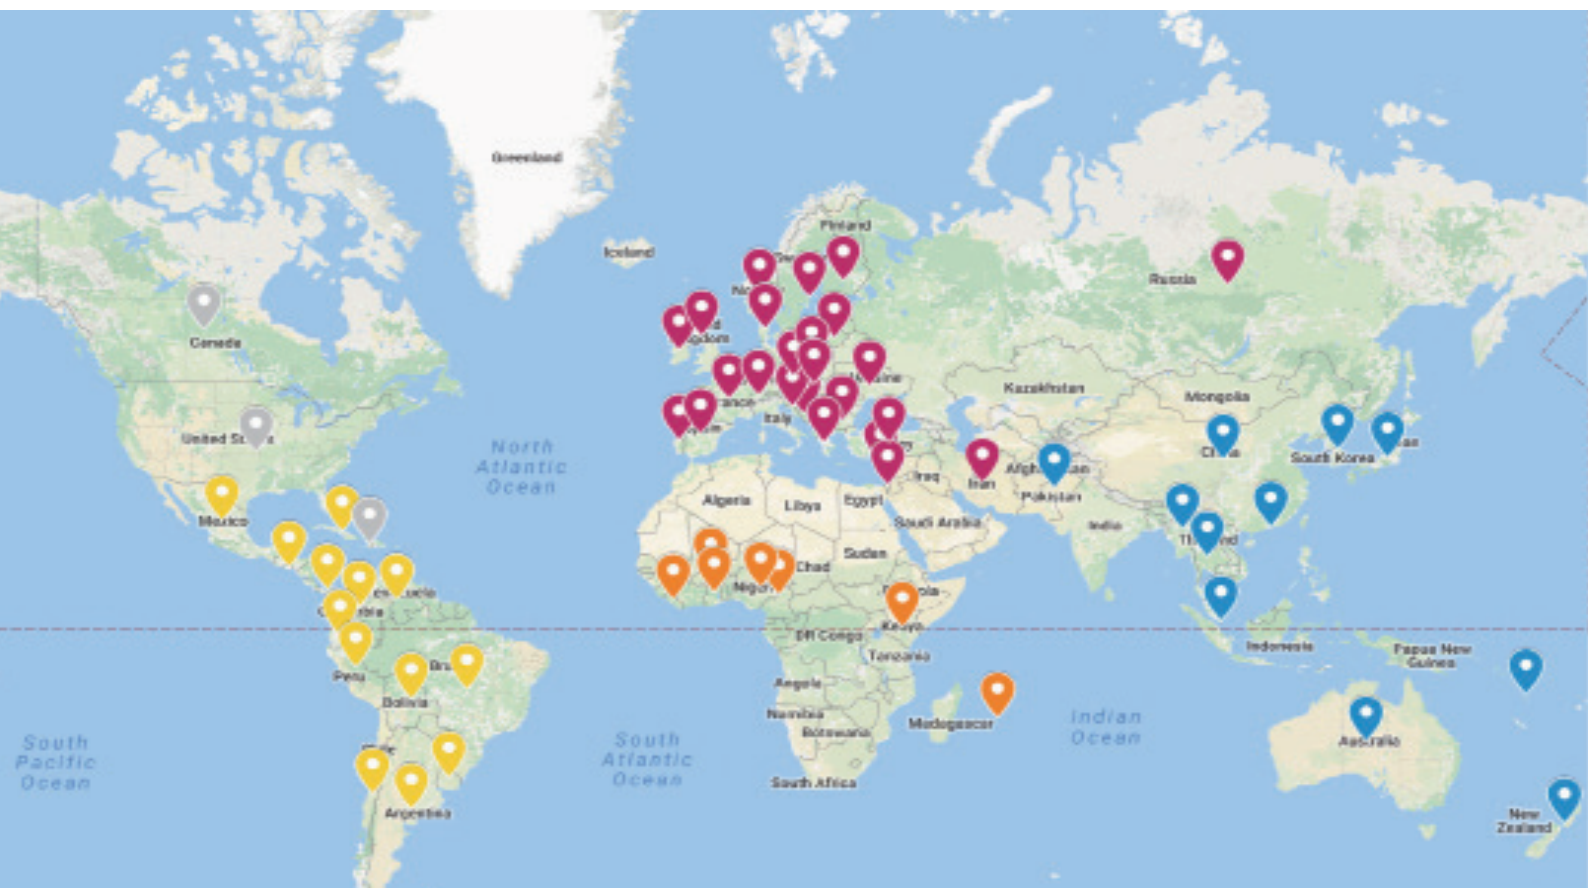 Greenland
Finland
Iceland
Russia
Canada
Kazakhstan
Mongolia
Italy
United
North
Atlantic
Ocean
South Korea
Iraq
Iran
Pakistan
Algeria
Libya
Egypt
Saudi Arabia
India
Mexico
Sudan
Chad
Kenya
DR Congo
Indonesia
Papua New
Guinea
Tanzania
Peru
Angola
Bolivia
Namibia
Madagascar
Indian
Ocean
Botswana
Australia
South
Pacific
Ocean
South
Atlantic
Ocean
South Africa
Argentina
New
Zealand